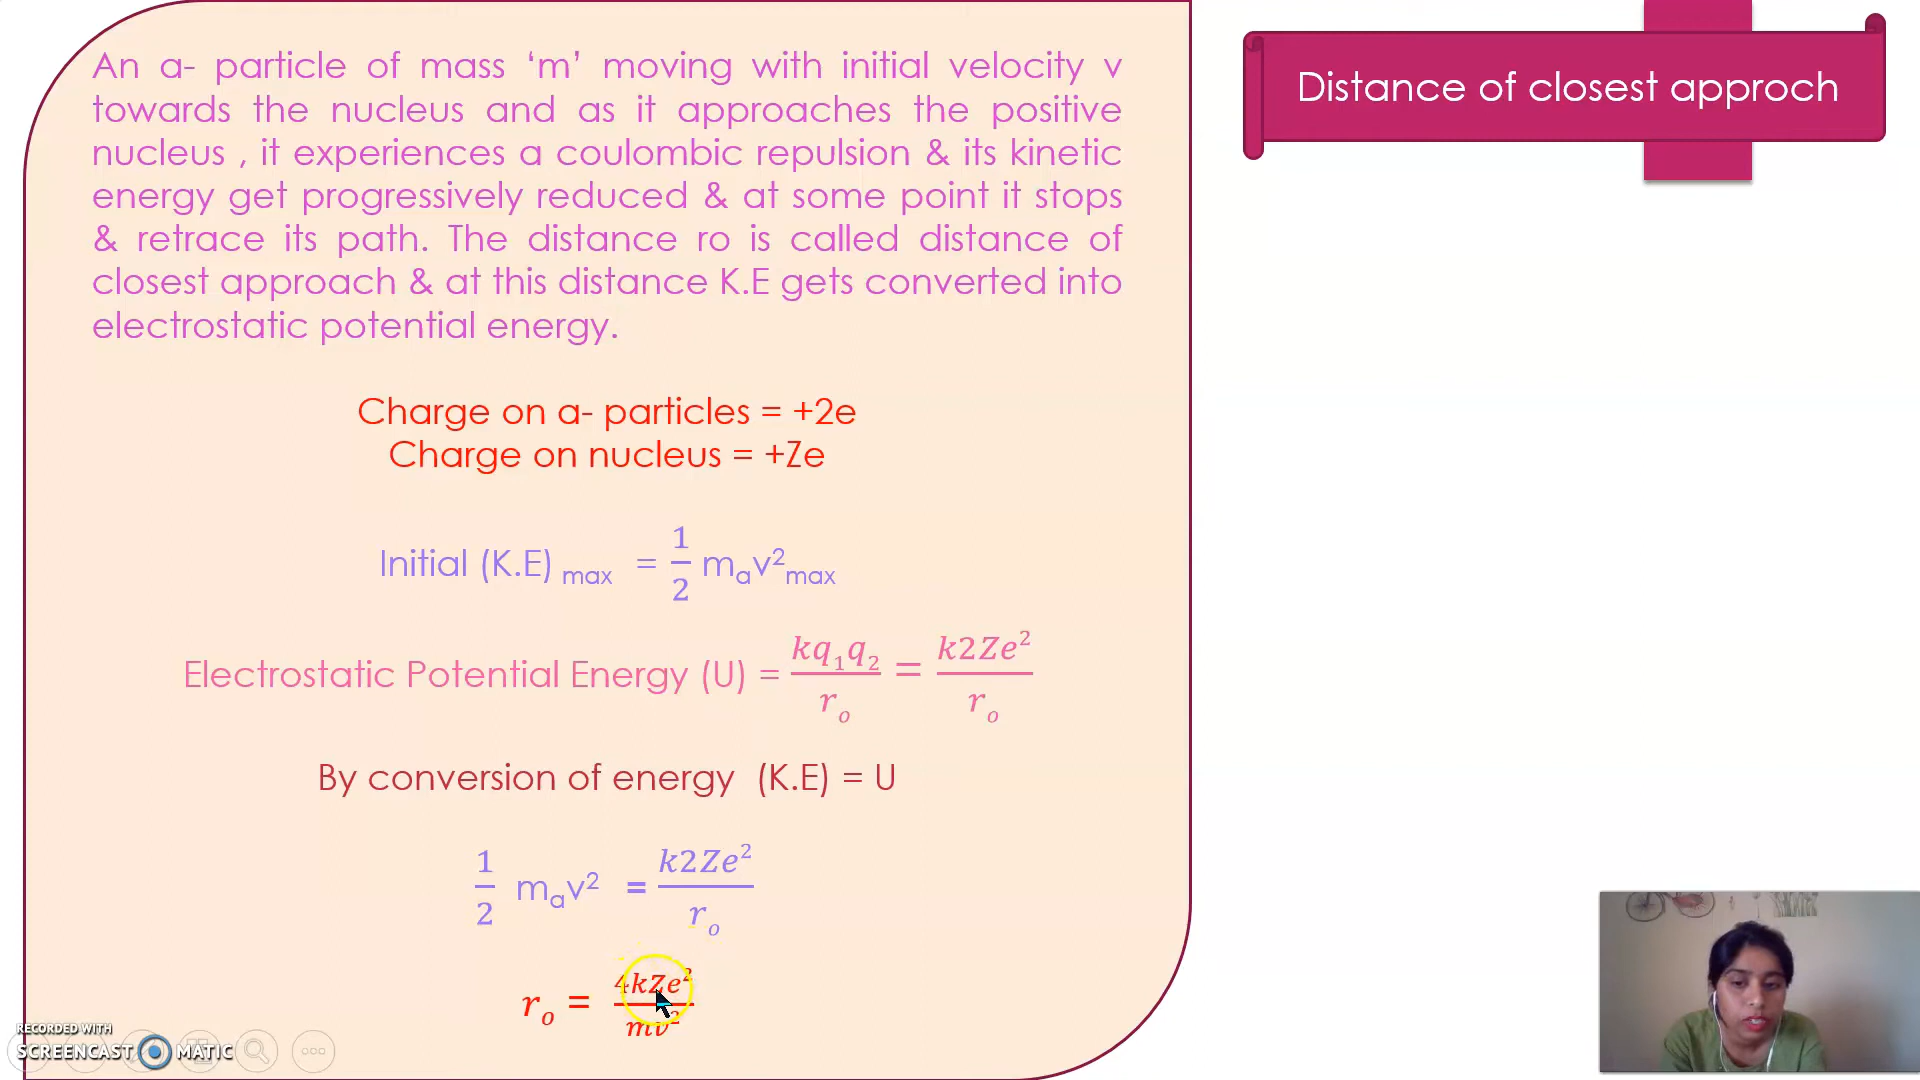 An a- particle of mass ‘m’ moving with initial velocity v
towards the nucleus and as it approaches the positive
nucleus , it experiences a coulombic repulsion & its kinetic
energy get progressively reduced & at some point it stops
& retrace its path. The distance ro is called distance of
closest approach & at this distance K.E gets converted into
electrostatic potential energy.
Charge on a- particles = +2e
Charge on nucleus = +Ze
Initial (K.E) max = 1/2 mₐv²max
Electrostatic Potential Energy (U) = kq₁q₂/rₒ = k2Ze²/rₒ
By conversion of energy (K.E) = U
1/2 mₐv² = k2Ze²/rₒ
rₒ = 4kZe²/mv²
Distance of closest approch
RECORDED WITH
SCREENCAST MATIC